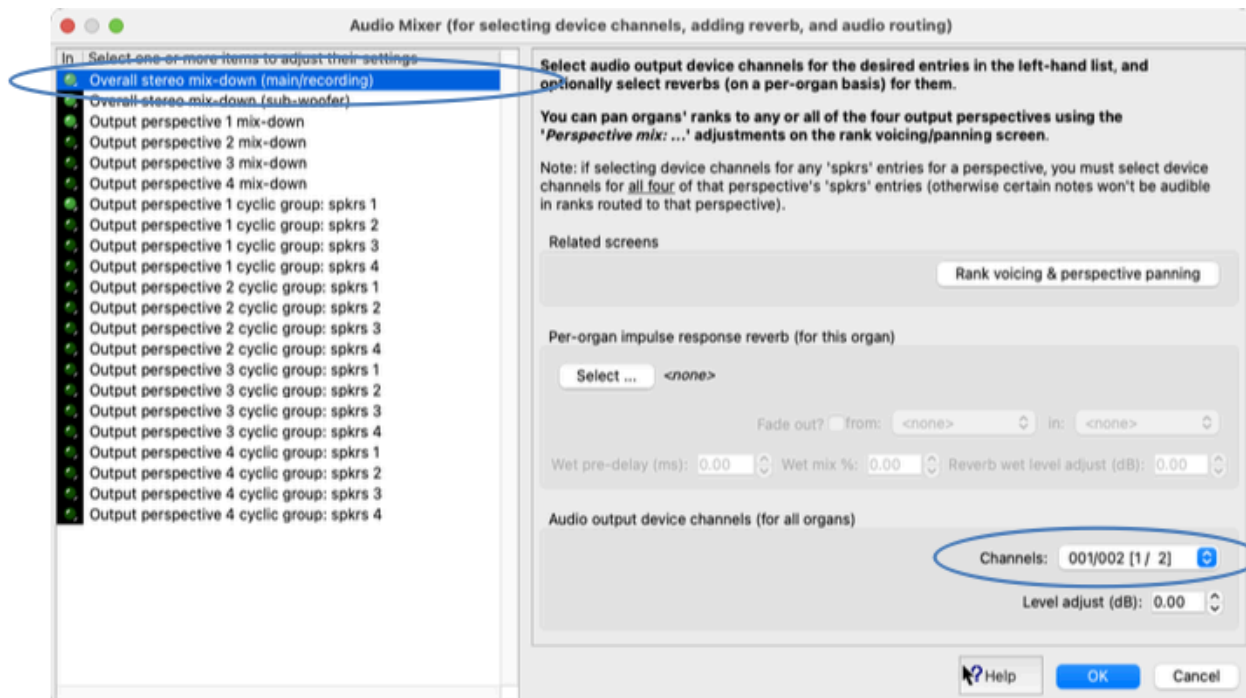 Audio Mixer (for selecting device channels, adding reverb, and audio routing)
In Select one or more items to adjust their settings
Overall stereo mix-down (main/recording)
Overall stereo mix-down (sub-woofer)
Output perspective 1 mix-down
Output perspective 2 mix-down
Output perspective 3 mix-down
Output perspective 4 mix-down
Output perspective 1 cyclic group: spkrs 1
Output perspective 1 cyclic group: spkrs 2
Output perspective 1 cyclic group: spkrs 3
Output perspective 1 cyclic group: spkrs 4
Output perspective 2 cyclic group: spkrs 1
Output perspective 2 cyclic group: spkrs 2
Output perspective 2 cyclic group: spkrs 3
Output perspective 2 cyclic group: spkrs 4
Output perspective 3 cyclic group: spkrs 1
Output perspective 3 cyclic group: spkrs 2
Output perspective 3 cyclic group: spkrs 3
Output perspective 3 cyclic group: spkrs 4
Output perspective 4 cyclic group: spkrs 1
Output perspective 4 cyclic group: spkrs 2
Output perspective 4 cyclic group: spkrs 3
Output perspective 4 cyclic group: spkrs 4
Select audio output device channels for the desired entries in the left-hand list, and
optionally select reverbs (on a per-organ basis) for them.
You can pan organs' ranks to any or all of the four output perspectives using the
'Perspective mix: ...' adjustments on the rank voicing/panning screen.
Note: if selecting device channels for any 'spkrs' entries for a perspective, you must select device
channels for all four of that perspective's 'spkrs' entries (otherwise certain notes won't be audible
in ranks routed to that perspective).
Related screens
Rank voicing & perspective panning
Per-organ impulse response reverb (for this organ)
Select ... <none>
Fade out? from: <none> in: <none>
Wet pre-delay (ms): 0.00 Wet mix %: 0.00 Reverb wet level adjust (dB): 0.00
Audio output device channels (for all organs)
Channels: 001/002 [1 / 2]
Level adjust (dB): 0.00
? Help OK Cancel